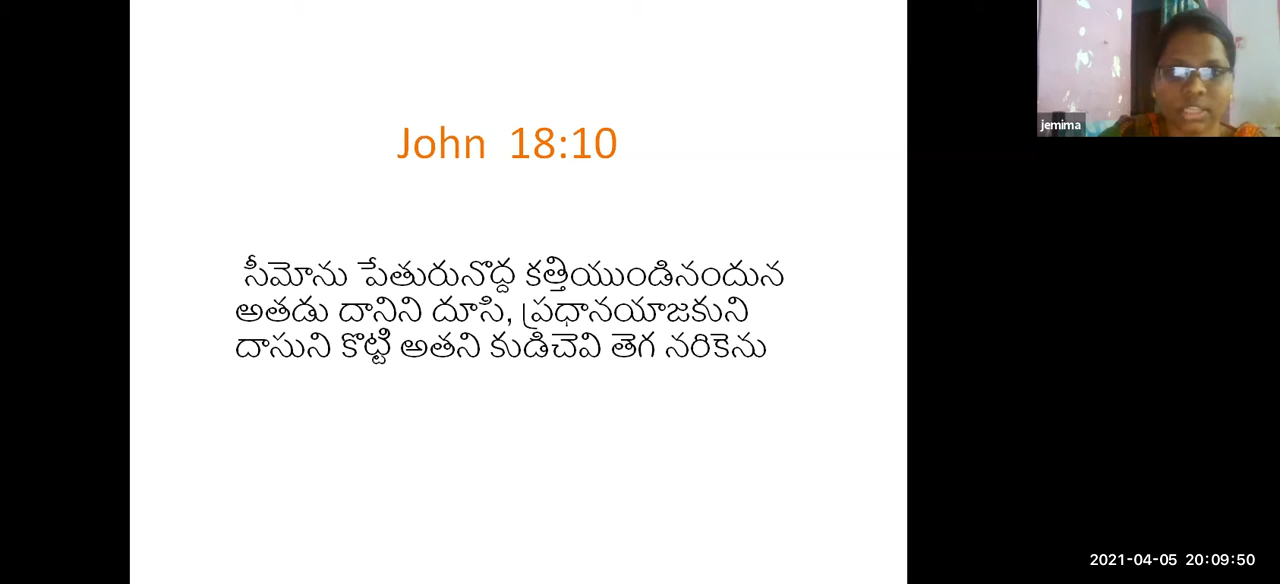 John 18:10
సీమోను పేతురునొద్ద కత్తియుండినందున
అతడు దానిని దూసి, ప్రధానయాజకుని
దాసుని కొట్టి అతని కుడిచెవి తెగ నరికెను
jemima
2021-04-05 20:09:50